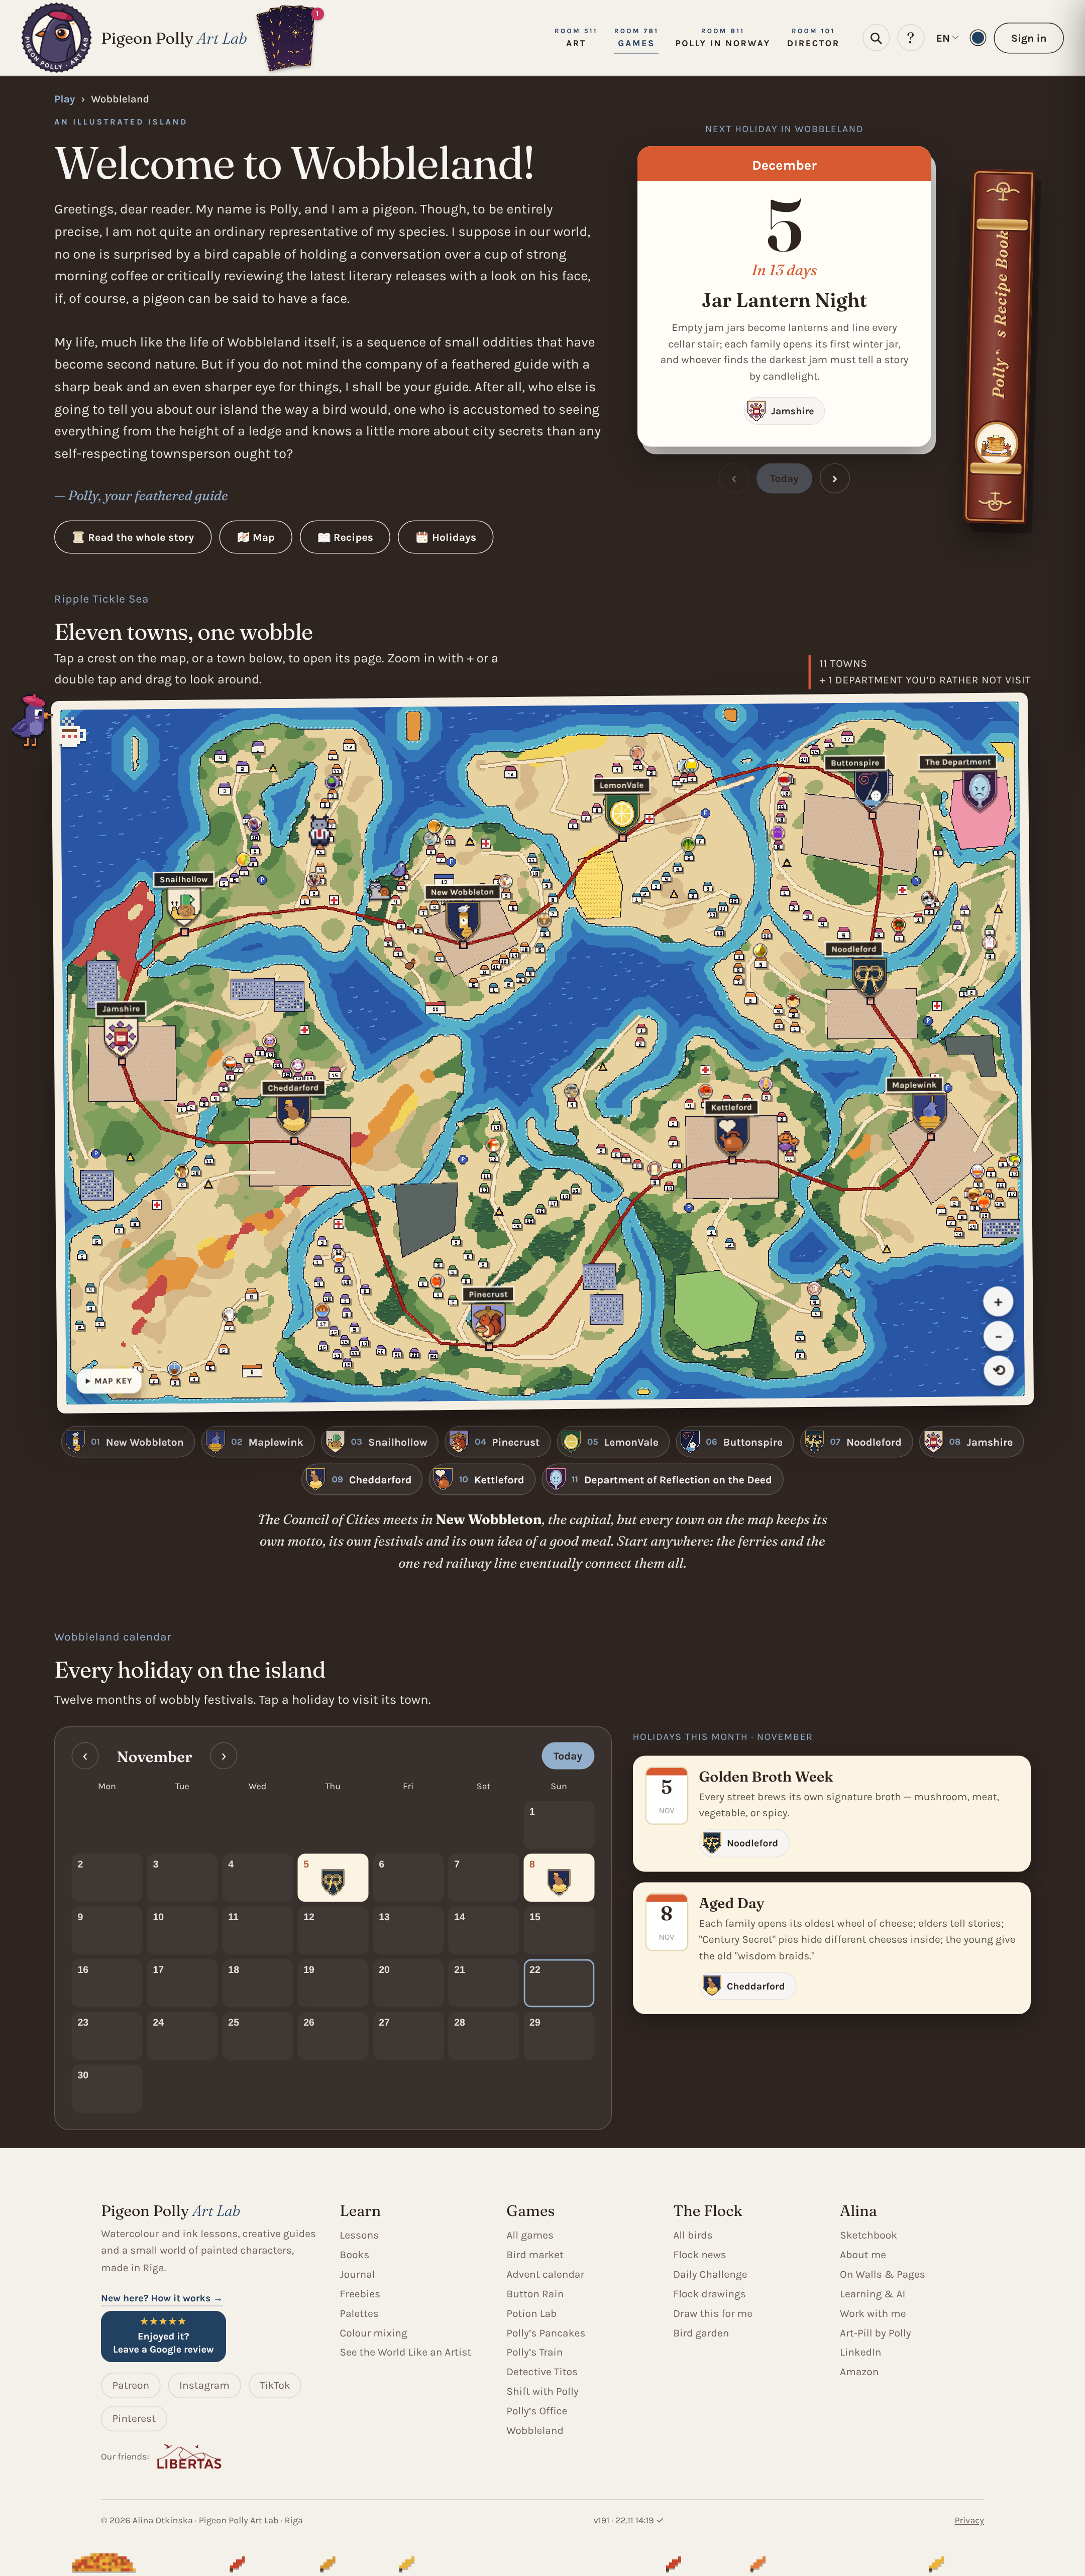 PIGEON POLLY · ART LAB
Pigeon Polly Art Lab
1
ROOM 511
ART
ROOM 781
GAMES
ROOM 811
POLLY IN NORWAY
ROOM 101
DIRECTOR
?
EN
Sign in
Play › Wobbleland
AN ILLUSTRATED ISLAND
Welcome to Wobbleland!
Greetings, dear reader. My name is Polly, and I am a pigeon. Though, to be entirely
precise, I am not quite an ordinary representative of my species. I suppose in our world,
no one is surprised by a bird capable of holding a conversation over a cup of strong
morning coffee or critically reviewing the latest literary releases with a look on his face,
if, of course, a pigeon can be said to have a face.
My life, much like the life of Wobbleland itself, is a sequence of small oddities that have
become second nature. But if you do not mind the company of a feathered guide with a
sharp beak and an even sharper eye for things, I shall be your guide. After all, who else is
going to tell you about our island the way a bird would, one who is accustomed to seeing
everything from the height of a ledge and knows a little more about city secrets than any
self-respecting townsperson ought to?
— Polly, your feathered guide
Read the whole story
Map
Recipes
Holidays
NEXT HOLIDAY IN WOBBLELAND
December
5
In 13 days
Jar Lantern Night
Empty jam jars become lanterns and line every
cellar stair; each family opens its first winter jar,
and whoever finds the darkest jam must tell a story
by candlelight.
Jamshire
‹ Today ›
Polly's Recipe Book
Ripple Tickle Sea
Eleven towns, one wobble
Tap a crest on the map, or a town below, to open its page. Zoom in with + or a
double tap and drag to look around.
11 TOWNS
+ 1 DEPARTMENT YOU'D RATHER NOT VISIT
Buttonspire
The Department
LemonVale
Snailhollow
New Wobbleton
Noodleford
Jamshire
Cheddarford
Maplewink
Kettleford
Pinecrust
+
−
⟲
▸ MAP KEY
01 New Wobbleton
02 Maplewink
03 Snailhollow
04 Pinecrust
05 LemonVale
06 Buttonspire
07 Noodleford
08 Jamshire
09 Cheddarford
10 Kettleford
11 Department of Reflection on the Deed
The Council of Cities meets in New Wobbleton, the capital, but every town on the map keeps its
own motto, its own festivals and its own idea of a good meal. Start anywhere: the ferries and the
one red railway line eventually connect them all.
Wobbleland calendar
Every holiday on the island
Twelve months of wobbly festivals. Tap a holiday to visit its town.
‹ November ›
Today
Mon Tue Wed Thu Fri Sat Sun
1
2 3 4 5 6 7 8
9 10 11 12 13 14 15
16 17 18 19 20 21 22
23 24 25 26 27 28 29
30
HOLIDAYS THIS MONTH · NOVEMBER
5
NOV
Golden Broth Week
Every street brews its own signature broth — mushroom, meat,
vegetable, or spicy.
Noodleford
8
NOV
Aged Day
Each family opens its oldest wheel of cheese; elders tell stories;
"Century Secret" pies hide different cheeses inside; the young give
the old "wisdom braids."
Cheddarford
Pigeon Polly Art Lab
Watercolour and ink lessons, creative guides
and a small world of painted characters,
made in Riga.
New here? How it works →
★★★★★
Enjoyed it?
Leave a Google review
Patreon
Instagram
TikTok
Pinterest
Our friends: LIBERTAS
Learn
Lessons
Books
Journal
Freebies
Palettes
Colour mixing
See the World Like an Artist
Games
All games
Bird market
Advent calendar
Button Rain
Potion Lab
Polly's Pancakes
Polly's Train
Detective Titos
Shift with Polly
Polly's Office
Wobbleland
The Flock
All birds
Flock news
Daily Challenge
Flock drawings
Draw this for me
Bird garden
Alina
Sketchbook
About me
On Walls & Pages
Learning & AI
Work with me
Art-Pill by Polly
LinkedIn
Amazon
© 2026 Alina Otkinska · Pigeon Polly Art Lab · Riga
v191 · 22.11 14:19 ✓
Privacy